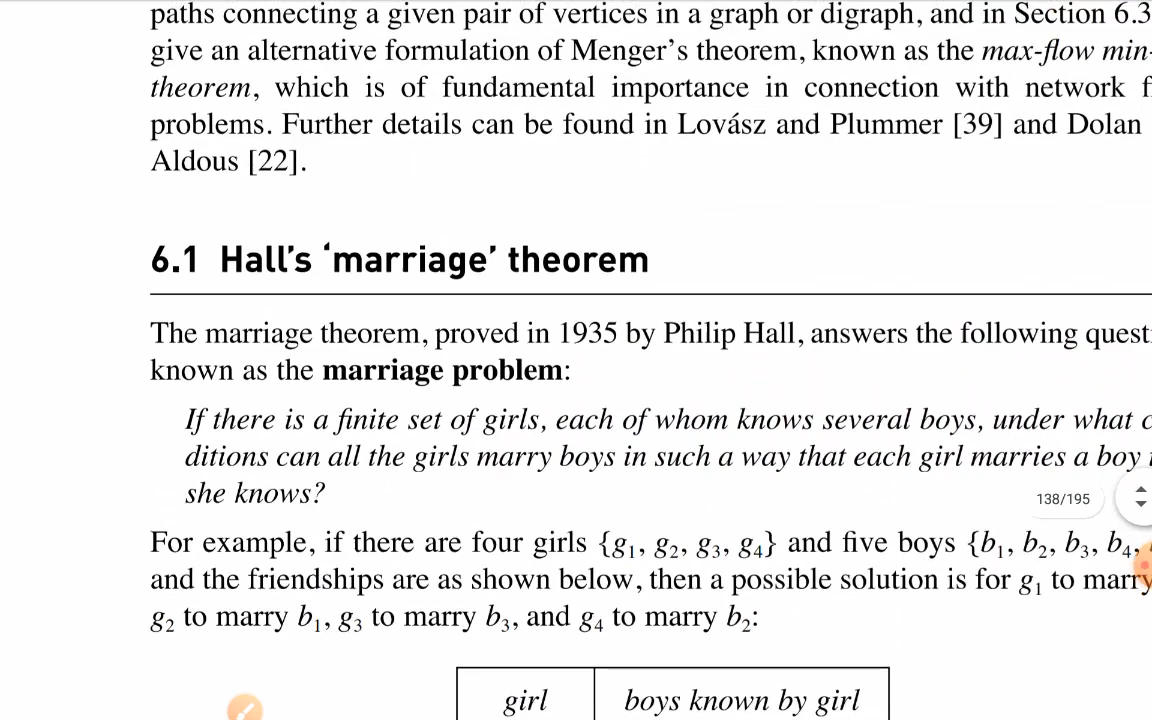 paths connecting a given pair of vertices in a graph or digraph, and in Section 6.3
give an alternative formulation of Menger's theorem, known as the max-flow min-
theorem, which is of fundamental importance in connection with network
problems. Further details can be found in Lovász and Plummer [39] and Dolan
Aldous [22].
6.1 Hall's ‘marriage’ theorem
The marriage theorem, proved in 1935 by Philip Hall, answers the following
known as the marriage problem:
If there is a finite set of girls, each of whom knows several boys, under what
ditions can all the girls marry boys in such a way that each girl marries a boy
she knows?
138/195
For example, if there are four girls {g₁, g₂, g₃, g₄} and five boys {b₁, b₂, b₃, b₄,
and the friendships are as shown below, then a possible solution is for g₁ to marry
g₂ to marry b₁, g₃ to marry b₃, and g₄ to marry b₂:
girl boys known by girl